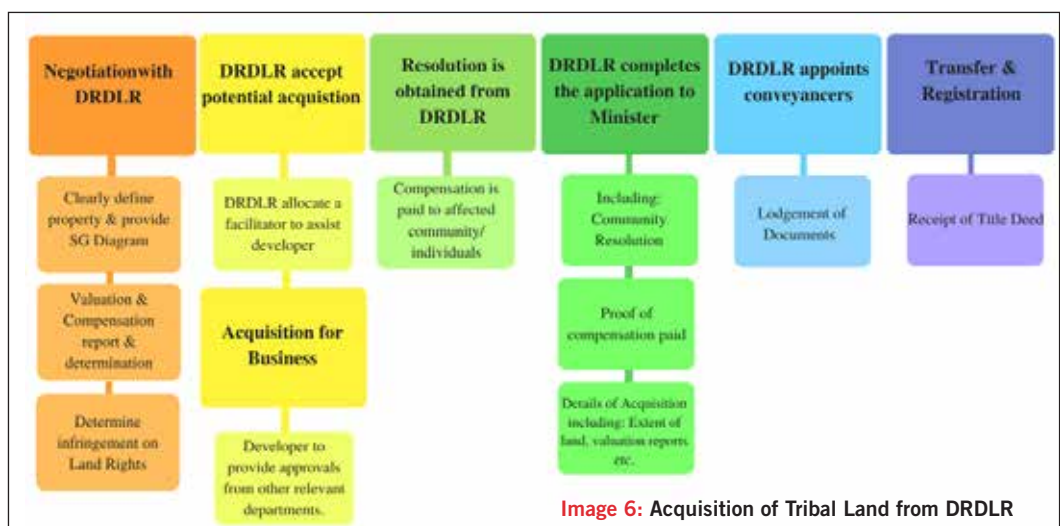 Negotiationwith
DRDLR
Clearly define
property & provide
SG Diagram
Valuation &
Compensation
report &
determination
Determine
infringement on
Land Rights
DRDLR accept
potential acquistion
DRDLR allocate a
facilitator to assist
developer
Acquisition for
Business
Developer to
provide approvals
from other relevant
departments.
Resolution is
obtained from
DRDLR
Compensation is
paid to affected
community/
individuals
DRDLR completes
the application to
Minister
Including:
Community
Resolution
Proof of
compensation paid
Details of Acquisition
including: Extent of
land, valuation reports
etc.
DRDLR appoints
conveyancers
Lodgement of
Documents
Transfer &
Registration
Receipt of Title Deed
Image 6: Acquisition of Tribal Land from DRDLR